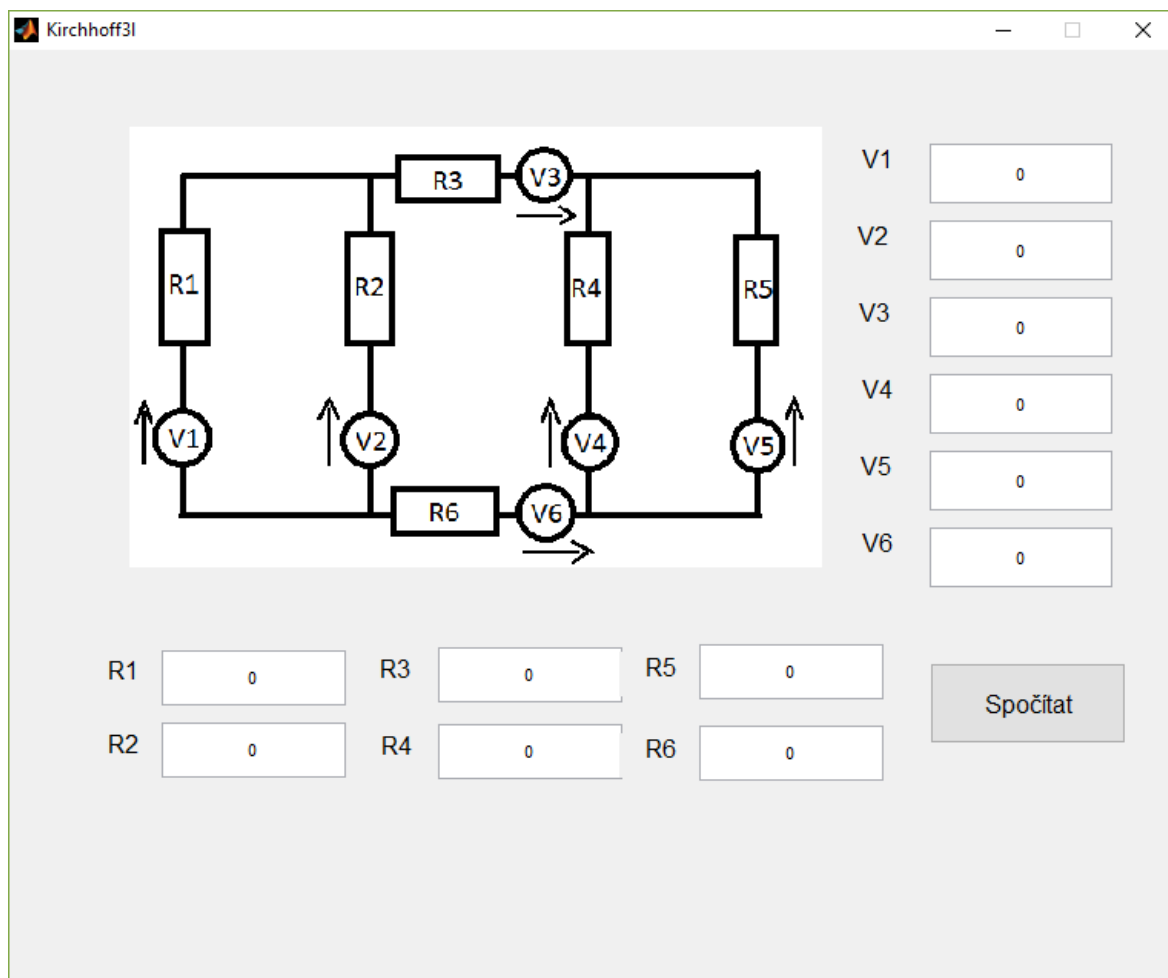 Kirchhoff3I
R3 V3
R1 R2 R4 R5
V1 V2 V4 V5
R6 V6
V1 0
V2 0
V3 0
V4 0
V5 0
V6 0
R1 0 R3 0 R5 0
R2 0 R4 0 R6 0
Spočítat